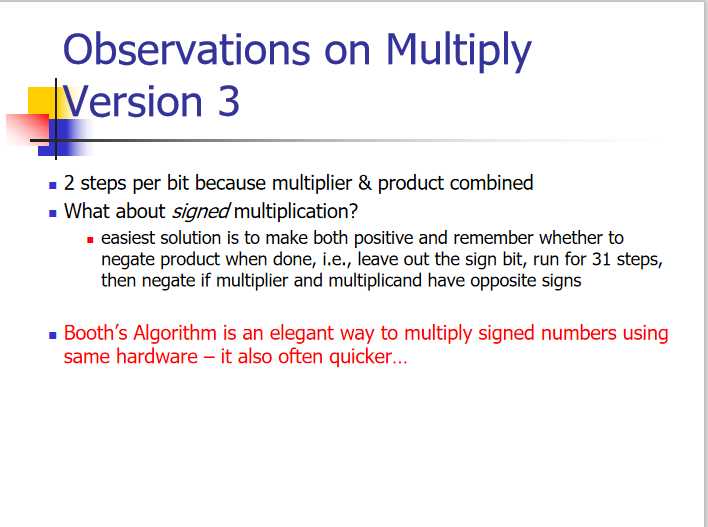 Observations on Multiply
Version 3
2 steps per bit because multiplier & product combined
What about signed multiplication?
easiest solution is to make both positive and remember whether to
negate product when done, i.e., leave out the sign bit, run for 31 steps,
then negate if multiplier and multiplicand have opposite signs
Booth’s Algorithm is an elegant way to multiply signed numbers using
same hardware – it also often quicker…